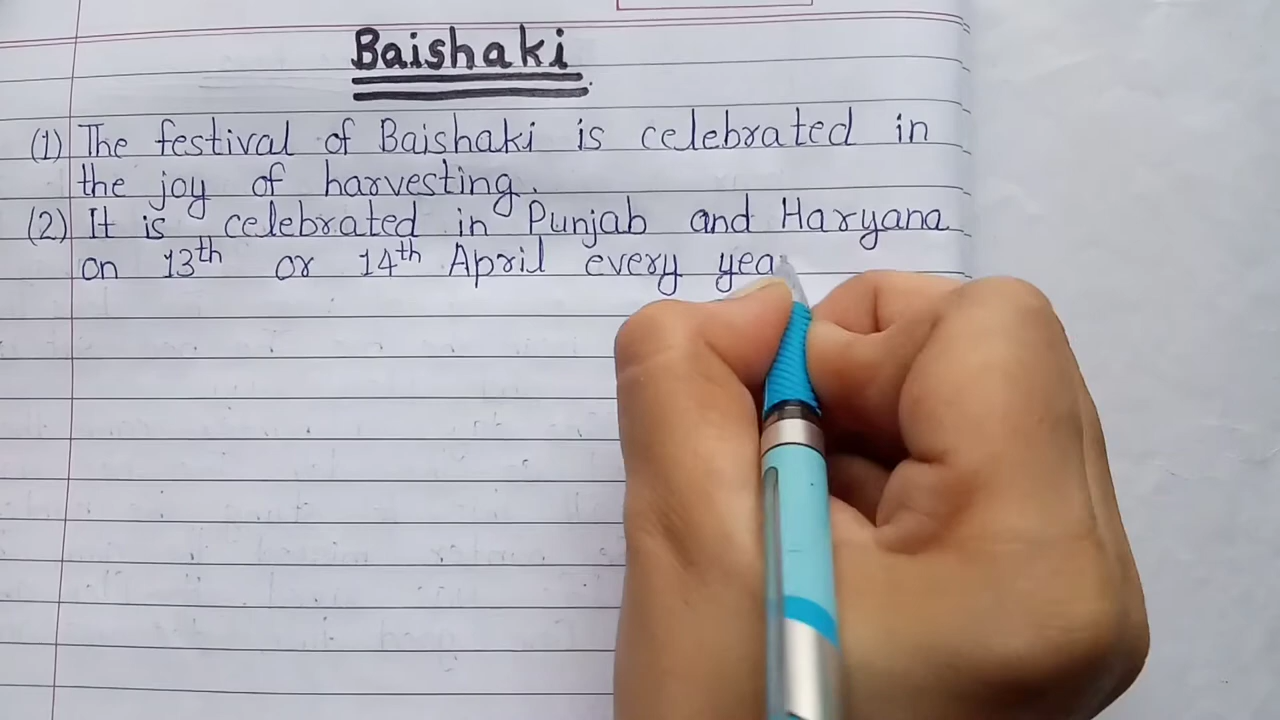 Baishaki
(1) The festival of Baishaki is celebrated in
the joy of harvesting.
(2) It is celebrated in Punjab and Haryana
on 13th or 14th April every yea